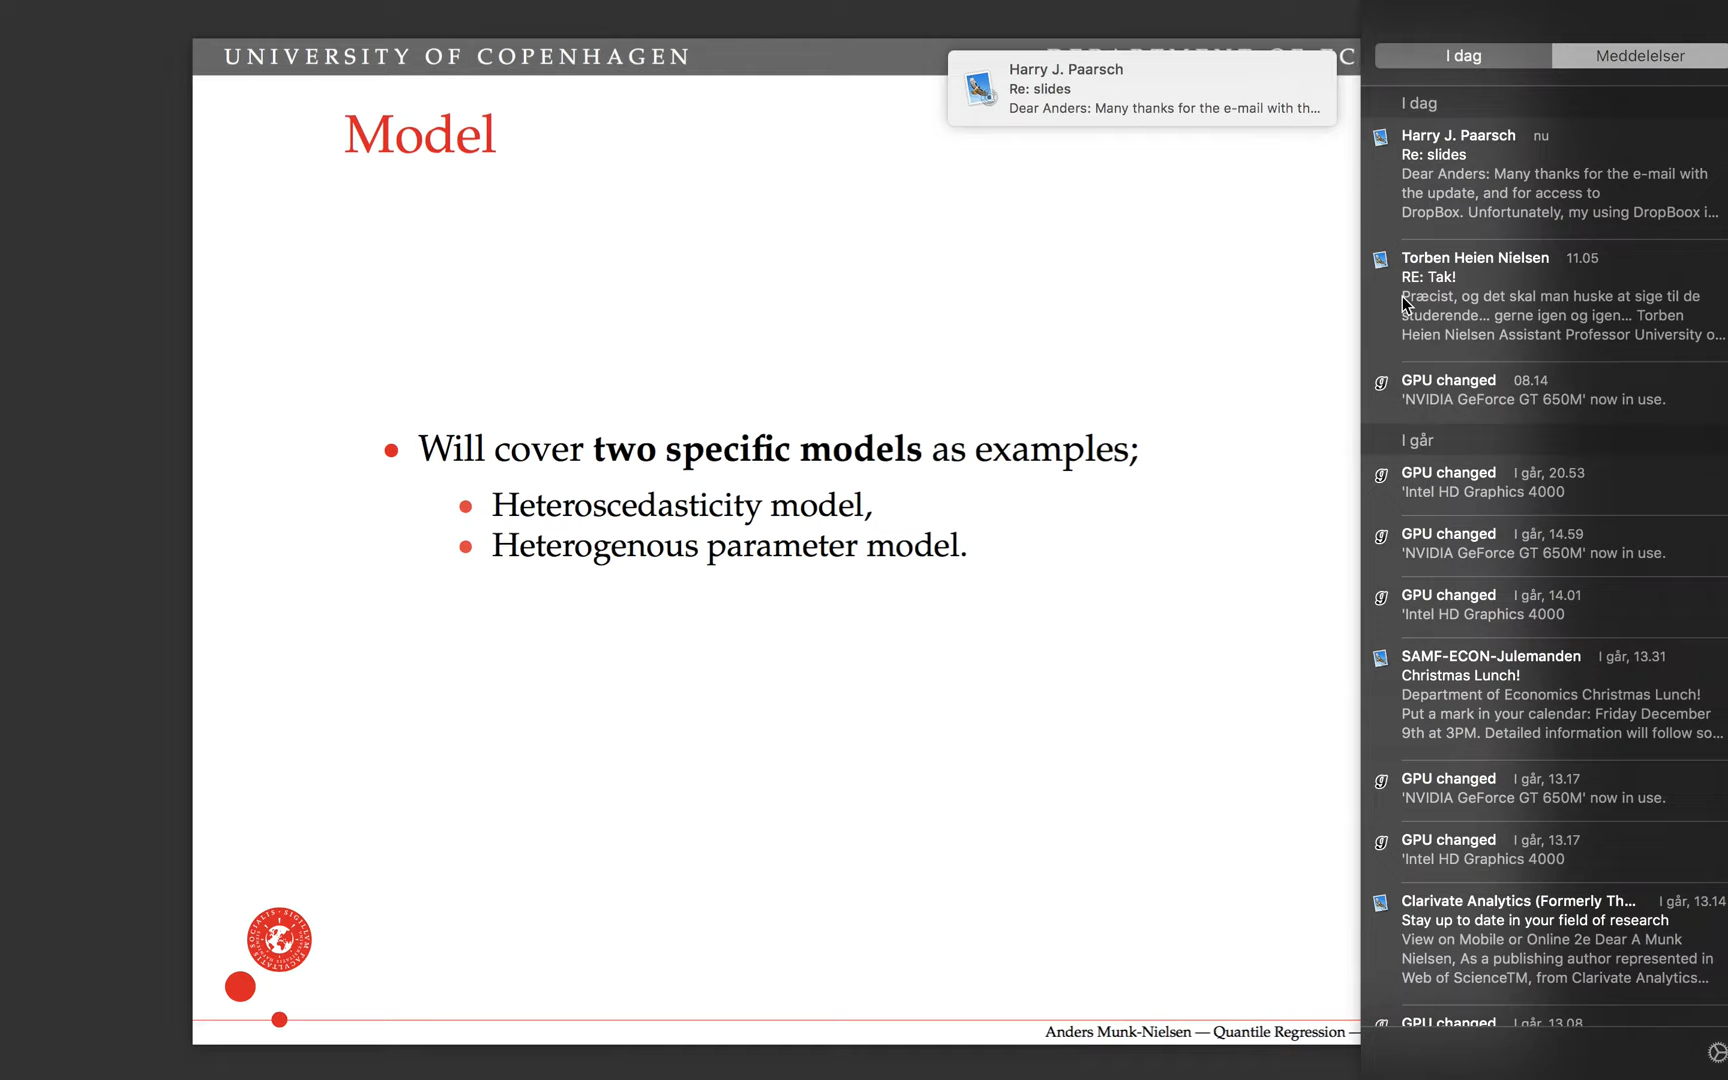 UNIVERSITY OF COPENHAGEN
Model
Will cover two specific models as examples;
Heteroscedasticity model,
Heterogenous parameter model.
Anders Munk-Nielsen — Quantile Regression —
Harry J. Paarsch
Re: slides
Dear Anders: Many thanks for the e-mail with th...
I dag
Meddelelser
I dag
Harry J. Paarsch nu
Re: slides
Dear Anders: Many thanks for the e-mail with
the update, and for access to
DropBox. Unfortunately, my using DropBoox i...
Torben Heien Nielsen 11.05
RE: Tak!
Præcist, og det skal man huske at sige til de
studerende... gerne igen og igen... Torben
Heien Nielsen Assistant Professor University o...
GPU changed 08.14
'NVIDIA GeForce GT 650M' now in use.
I går
GPU changed I går, 20.53
'Intel HD Graphics 4000
GPU changed I går, 14.59
'NVIDIA GeForce GT 650M' now in use.
GPU changed I går, 14.01
'Intel HD Graphics 4000
SAMF-ECON-Julemanden I går, 13.31
Christmas Lunch!
Department of Economics Christmas Lunch!
Put a mark in your calendar: Friday December
9th at 3PM. Detailed information will follow so...
GPU changed I går, 13.17
'NVIDIA GeForce GT 650M' now in use.
GPU changed I går, 13.17
'Intel HD Graphics 4000
Clarivate Analytics (Formerly Th... I går, 13.14
Stay up to date in your field of research
View on Mobile or Online 2e Dear A Munk
Nielsen, As a publishing author represented in
Web of ScienceTM, from Clarivate Analytics...
GPU changed I går, 13.08